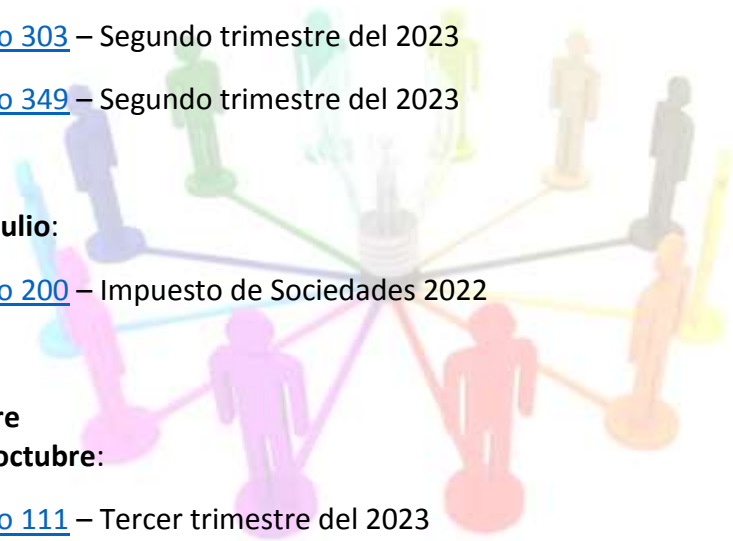 o 303 – Segundo trimestre del 2023
o 349 – Segundo trimestre del 2023
ulio:
o 200 – Impuesto de Sociedades 2022
re
octubre:
o 111 – Tercer trimestre del 2023